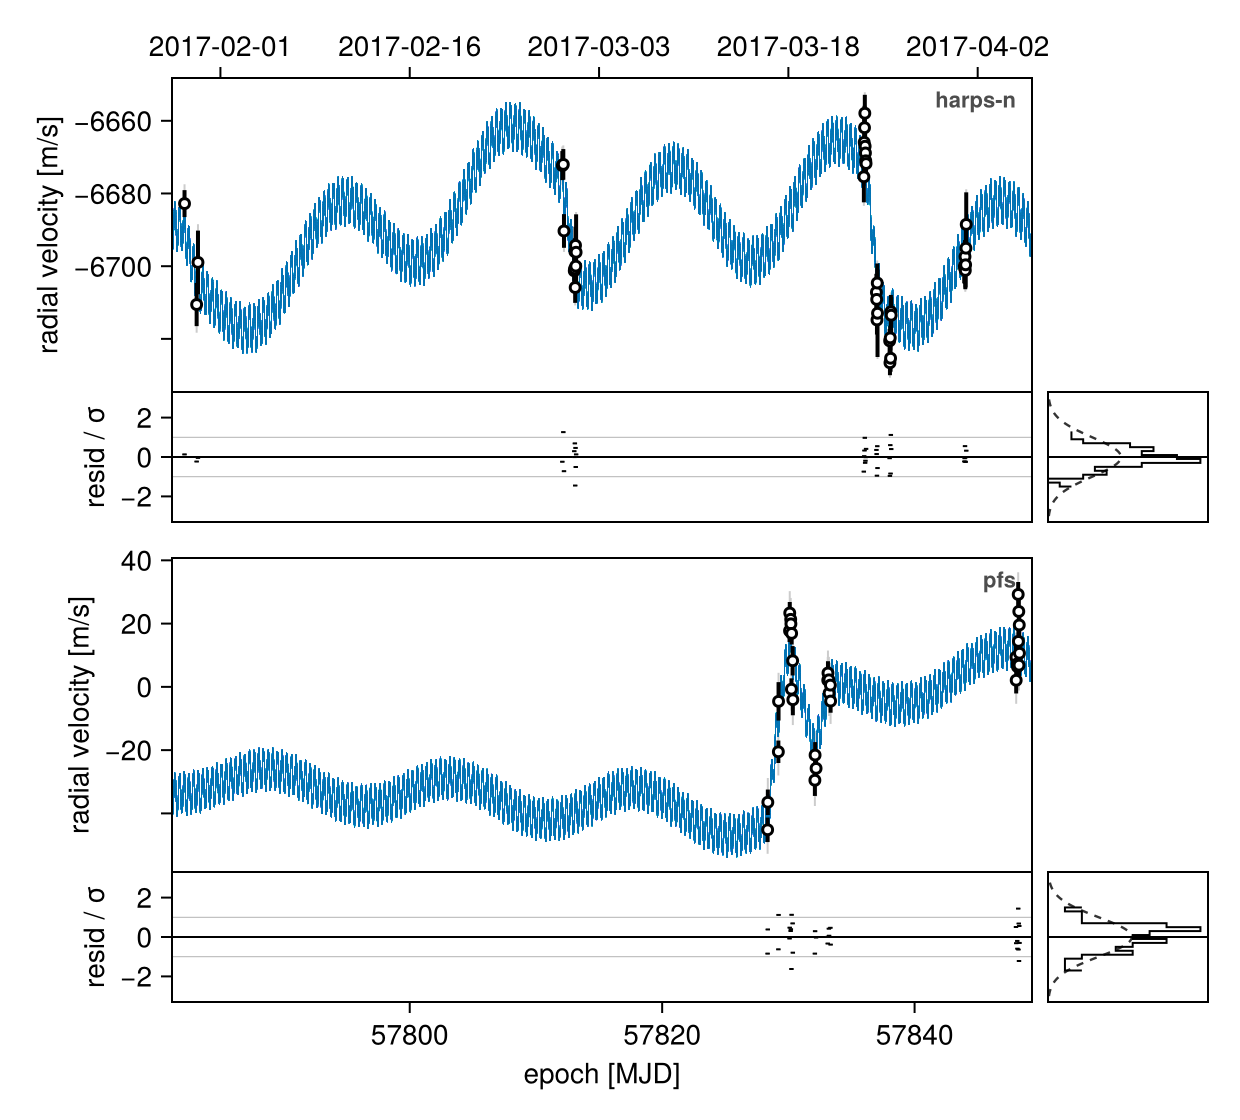 2017-02-01 2017-02-16 2017-03-03 2017-03-18 2017-04-02
harps-n
radial velocity [m/s]
−6660
−6680
−6700
resid / σ
2
0
−2
pfs
radial velocity [m/s]
40
20
0
−20
resid / σ
2
0
−2
57800 57820 57840
epoch [MJD]